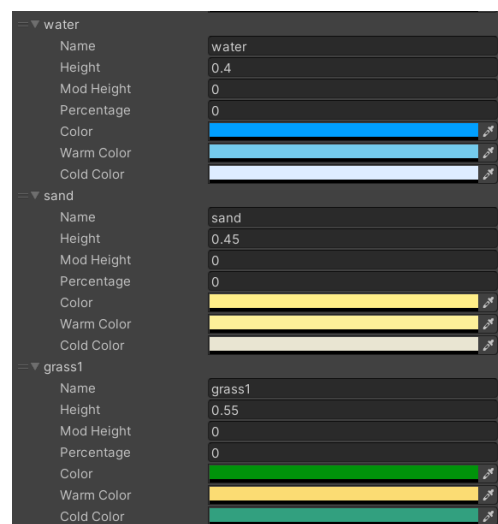 water
Name water
Height 0.4
Mod Height 0
Percentage 0
Color
Warm Color
Cold Color
sand
Name sand
Height 0.45
Mod Height 0
Percentage 0
Color
Warm Color
Cold Color
grass1
Name grass1
Height 0.55
Mod Height 0
Percentage 0
Color
Warm Color
Cold Color